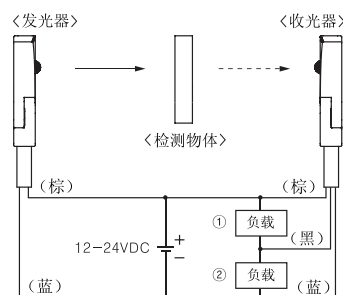 〈发光器〉 〈收光器〉
〈检测物体〉
(棕) (棕)
① 负载
(黑)
12-24VDC + -
② 负载
(蓝) (蓝)